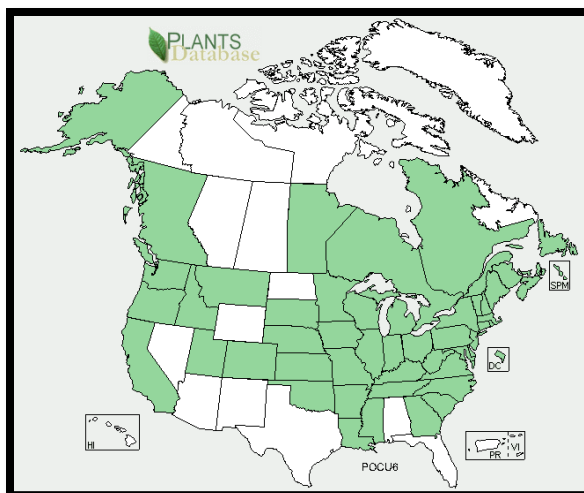 PLANTS
Database
SPM
DC
HI
PR
VI
POCU6